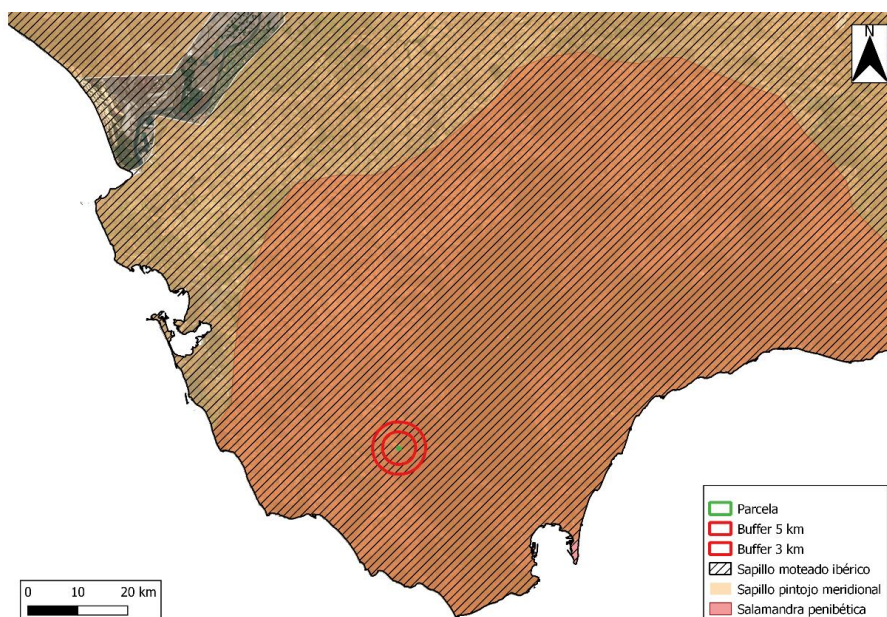 N
Parcela
Buffer 5 km
Buffer 3 km
Sapillo moteado ibérico
Sapillo pintojo meridional
Salamandra penibética
0 10 20 km